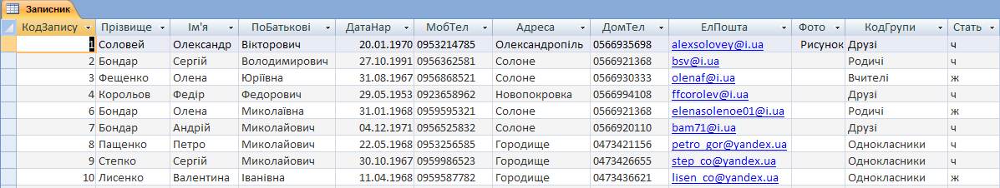 Записник
КодЗапису Прізвище Ім'я ПоБатькові ДатаНар МобТел Адреса ДомТел ЕлПошта Фото КодГрупи Стать
1 Соловей Олександр Вікторович 20.01.1970 0953214785 Олександропіль 0566935698 alexsolovey@i.ua Рисунок Друзі ч
2 Бондар Сергій Володимирович 27.10.1991 0956362581 Солоне 0566921368 bsv@i.ua Родичі ч
3 Фещенко Олена Юріївна 31.08.1967 0956868521 Солоне 0566930333 olenaf@i.ua Вчителі ж
4 Корольов Федір Федорович 29.05.1953 0923658962 Новопокровка 0566994108 ffcorolev@i.ua Друзі ч
6 Бондар Олена Миколаївна 31.01.1968 0959595321 Солоне 0566921368 elenasolenoe01@i.ua Родичі ж
7 Бондар Андрій Миколайович 04.12.1971 0956525832 Солоне 0566920110 bam71@i.ua Друзі ч
8 Пащенко Петро Миколайович 22.05.1968 0953256585 Городище 0473421156 petro_gor@yandex.ua Однокласники ч
9 Степко Сергій Миколайович 30.10.1967 0959986523 Городище 0473426655 step_co@yandex.ua Однокласники ч
10 Лисенко Валентина Іванівна 11.04.1968 0959587782 Городище 0473436621 lisen_co@yandex.ua Однокласники ж